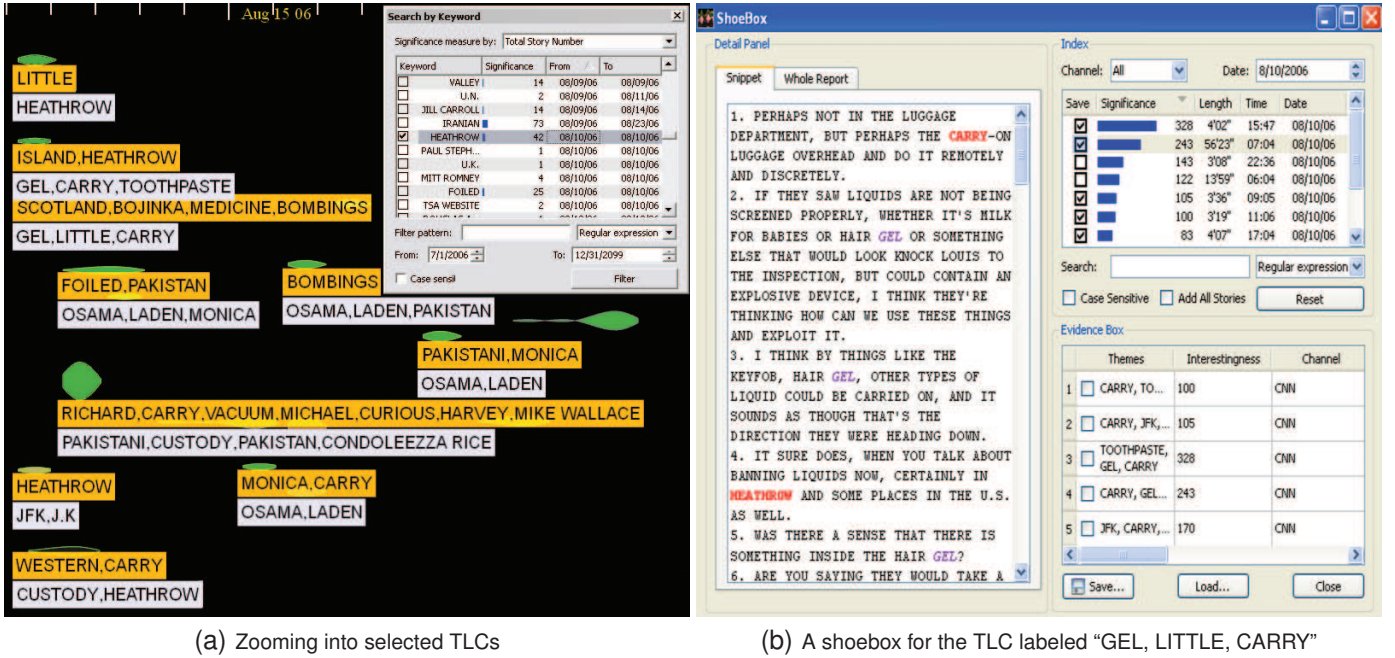 Aug 15 06
LITTLE
HEATHROW
ISLAND,HEATHROW
GEL,CARRY,TOOTHPASTE
SCOTLAND,BOJINKA,MEDICINE,BOMBINGS
GEL,LITTLE,CARRY
FOILED,PAKISTAN
OSAMA,LADEN,MONICA
BOMBINGS
OSAMA,LADEN,PAKISTAN
PAKISTANI,MONICA
OSAMA,LADEN
RICHARD,CARRY,VACUUM,MICHAEL,CURIOUS,HARVEY,MIKE WALLACE
PAKISTANI,CUSTODY,PAKISTAN,CONDOLEEZZA RICE
HEATHROW
JFK,J.K
MONICA,CARRY
OSAMA,LADEN
WESTERN,CARRY
CUSTODY,HEATHROW
Search by Keyword
Significance measure by: Total Story Number
Keyword Significance From To
VALLEY 14 08/09/06 08/09/06
U.N. 2 08/09/06 08/11/06
JILL CARROLL 14 08/09/06 08/14/06
IRANIAN 73 08/09/06 08/23/06
HEATHROW 42 08/10/06 08/10/06
PAUL STEPH... 1 08/10/06 08/10/06
U.K. 1 08/10/06 08/10/06
MITT ROMNEY 4 08/10/06 08/10/06
FOILED 25 08/10/06 08/10/06
TSA WEBSITE 2 08/10/06 08/10/06
Filter pattern: Regular expression
From: 7/1/2006 To: 12/31/2099
Case sensi
Filter
(a) Zooming into selected TLCs
ShoeBox
Detail Panel
Snippet Whole Report
1. PERHAPS NOT IN THE LUGGAGE
DEPARTMENT, BUT PERHAPS THE CARRY-ON
LUGGAGE OVERHEAD AND DO IT REMOTELY
AND DISCRETELY.
2. IF THEY SAW LIQUIDS ARE NOT BEING
SCREENED PROPERLY, WHETHER IT'S MILK
FOR BABIES OR HAIR GEL OR SOMETHING
ELSE THAT WOULD LOOK KNOCK LOUIS TO
THE INSPECTION, BUT COULD CONTAIN AN
EXPLOSIVE DEVICE, I THINK THEY'RE
THINKING HOW CAN WE USE THESE THINGS
AND EXPLOIT IT.
3. I THINK BY THINGS LIKE THE
KEYFOB, HAIR GEL, OTHER TYPES OF
LIQUID COULD BE CARRIED ON, AND IT
SOUNDS AS THOUGH THAT'S THE
DIRECTION THEY WERE HEADING DOWN.
4. IT SURE DOES, WHEN YOU TALK ABOUT
BANNING LIQUIDS NOW, CERTAINLY IN
HEATHROW AND SOME PLACES IN THE U.S.
AS WELL.
5. WAS THERE A SENSE THAT THERE IS
SOMETHING INSIDE THE HAIR GEL?
6. ARE YOU SAYING THEY WOULD TAKE A
Index
Channel: All Date: 8/10/2006
Save Significance Length Time Date
328 4'02" 15:47 08/10/06
243 56'23" 07:04 08/10/06
143 3'08" 22:36 08/10/06
122 13'59" 06:04 08/10/06
105 3'36" 09:05 08/10/06
100 3'19" 11:06 08/10/06
83 4'07" 17:04 08/10/06
Search: Regular expression
Case Sensitive Add All Stories Reset
Evidence Box
Themes Interestingness Channel
1 CARRY, TO... 100 CNN
2 CARRY, JFK,... 105 CNN
3 TOOTHPASTE, GEL, CARRY 328 CNN
4 CARRY, GEL... 243 CNN
5 JFK, CARRY,... 170 CNN
Save... Load... Close
(b) A shoebox for the TLC labeled “GEL, LITTLE, CARRY”